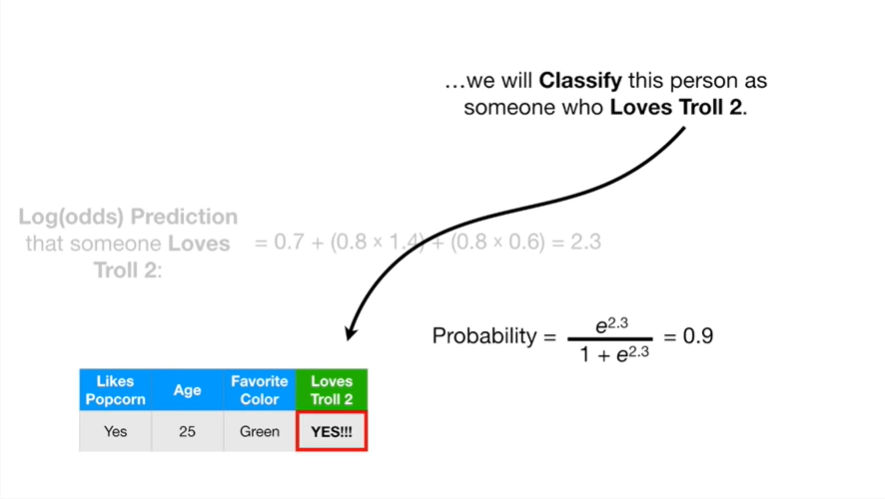 …we will Classify this person as
someone who Loves Troll 2.
Log(odds) Prediction
that someone Loves
Troll 2:
= 0.7 + (0.8 × 1.4) + (0.8 × 0.6) = 2.3
Probability = e^2.3 / (1 + e^2.3) = 0.9
Likes Popcorn Age Favorite Color Loves Troll 2
Yes 25 Green YES!!!